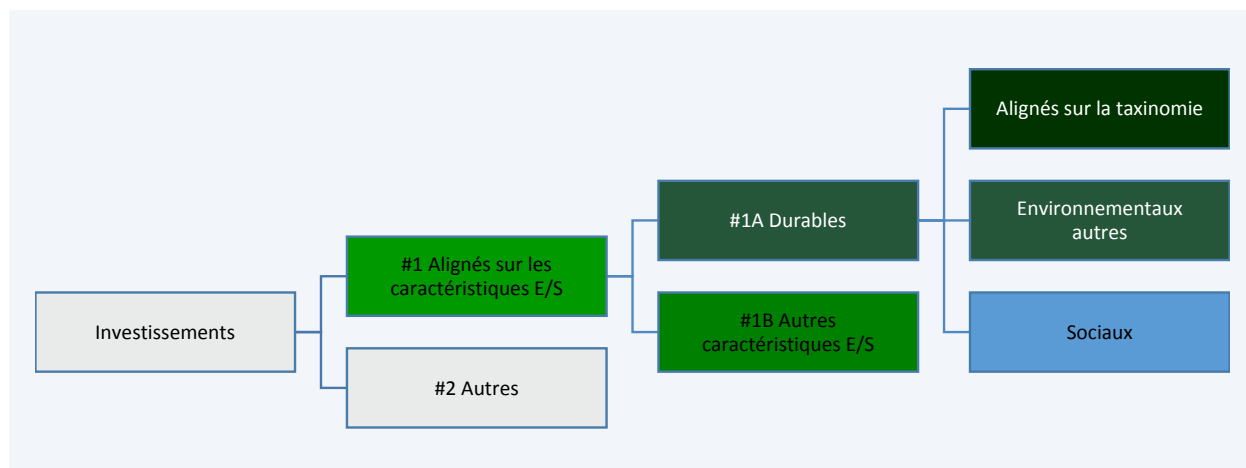 Investissements
#1 Alignés sur les
caractéristiques E/S
#2 Autres
#1A Durables
#1B Autres
caractéristiques E/S
Alignés sur la taxinomie
Environnementaux
autres
Sociaux